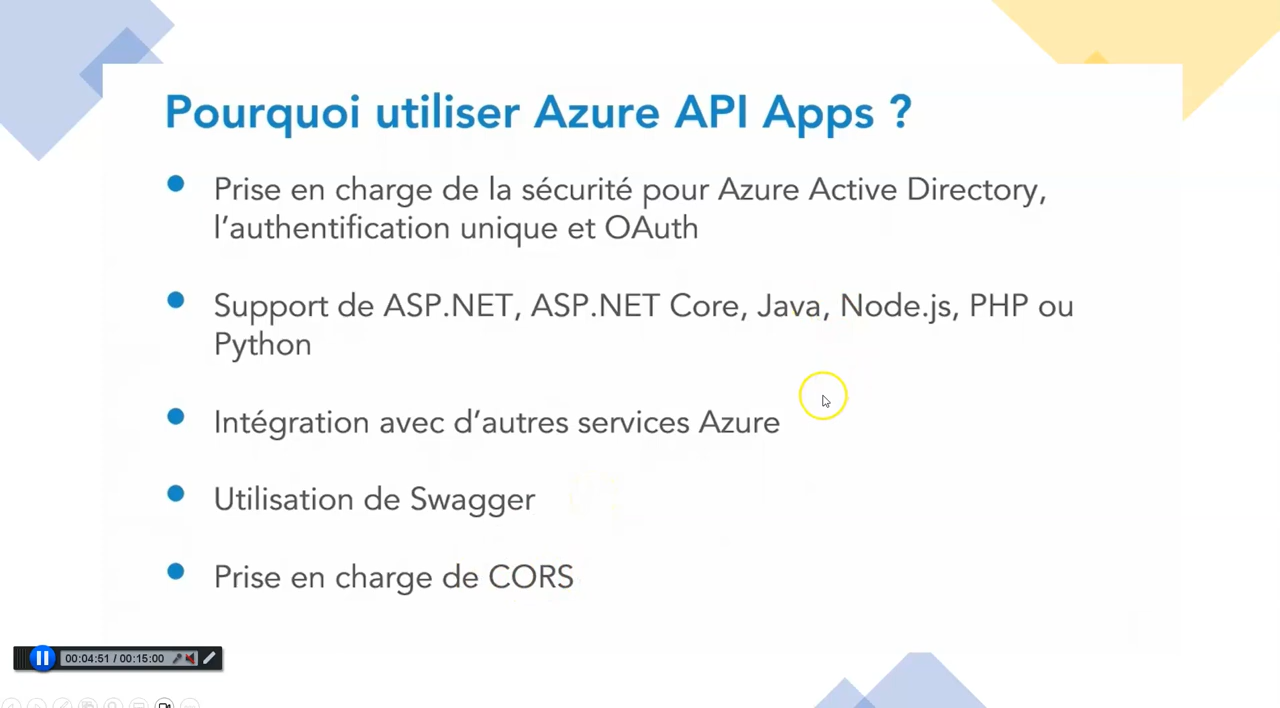 Pourquoi utiliser Azure API Apps ?
Prise en charge de la sécurité pour Azure Active Directory,
l’authentification unique et OAuth
Support de ASP.NET, ASP.NET Core, Java, Node.js, PHP ou
Python
Intégration avec d’autres services Azure
Utilisation de Swagger
Prise en charge de CORS
00:04:51 / 00:15:00